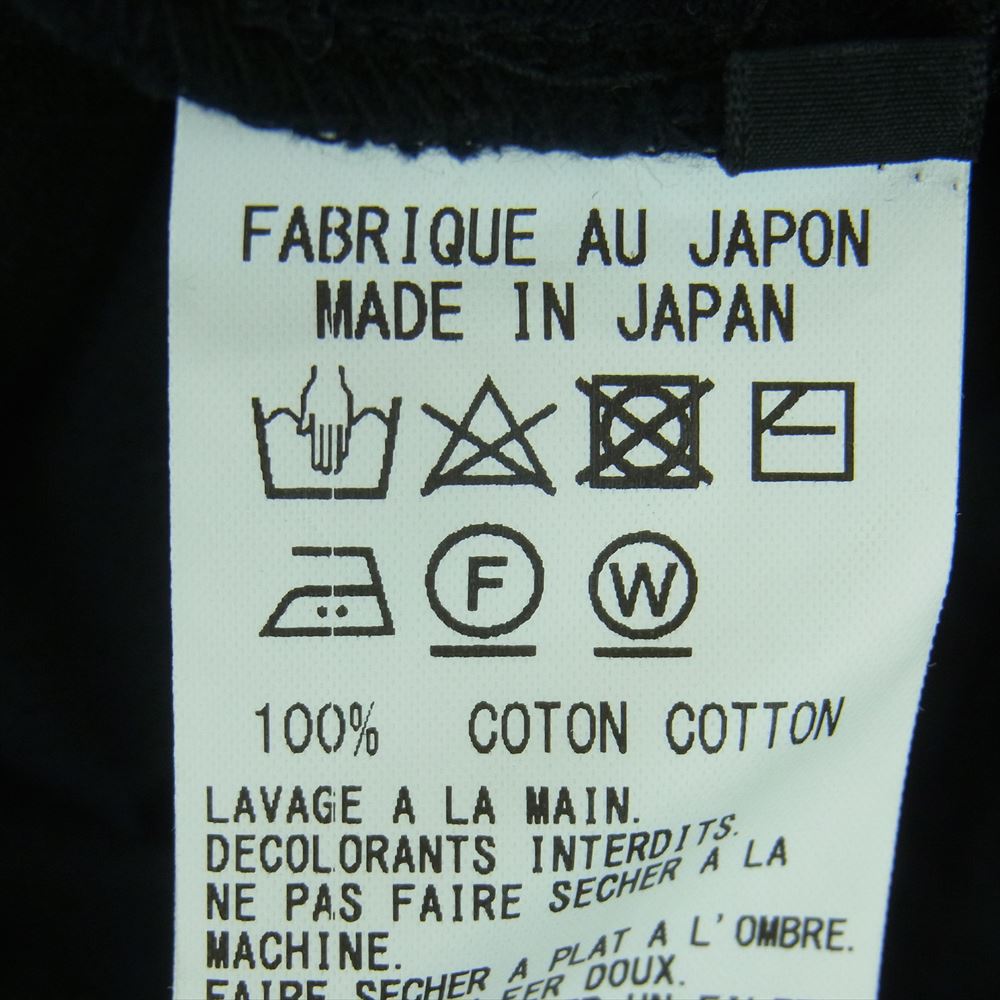 FABRIQUE AU JAPON
MADE IN JAPAN
F W
100% COTON COTTON
LAVAGE A LA MAIN.
DECOLORANTS INTERDITS.
NE PAS FAIRE SECHER A LA
MACHINE.
FAIRE SECHER A PLAT A L'OMBRE.
DOUX.